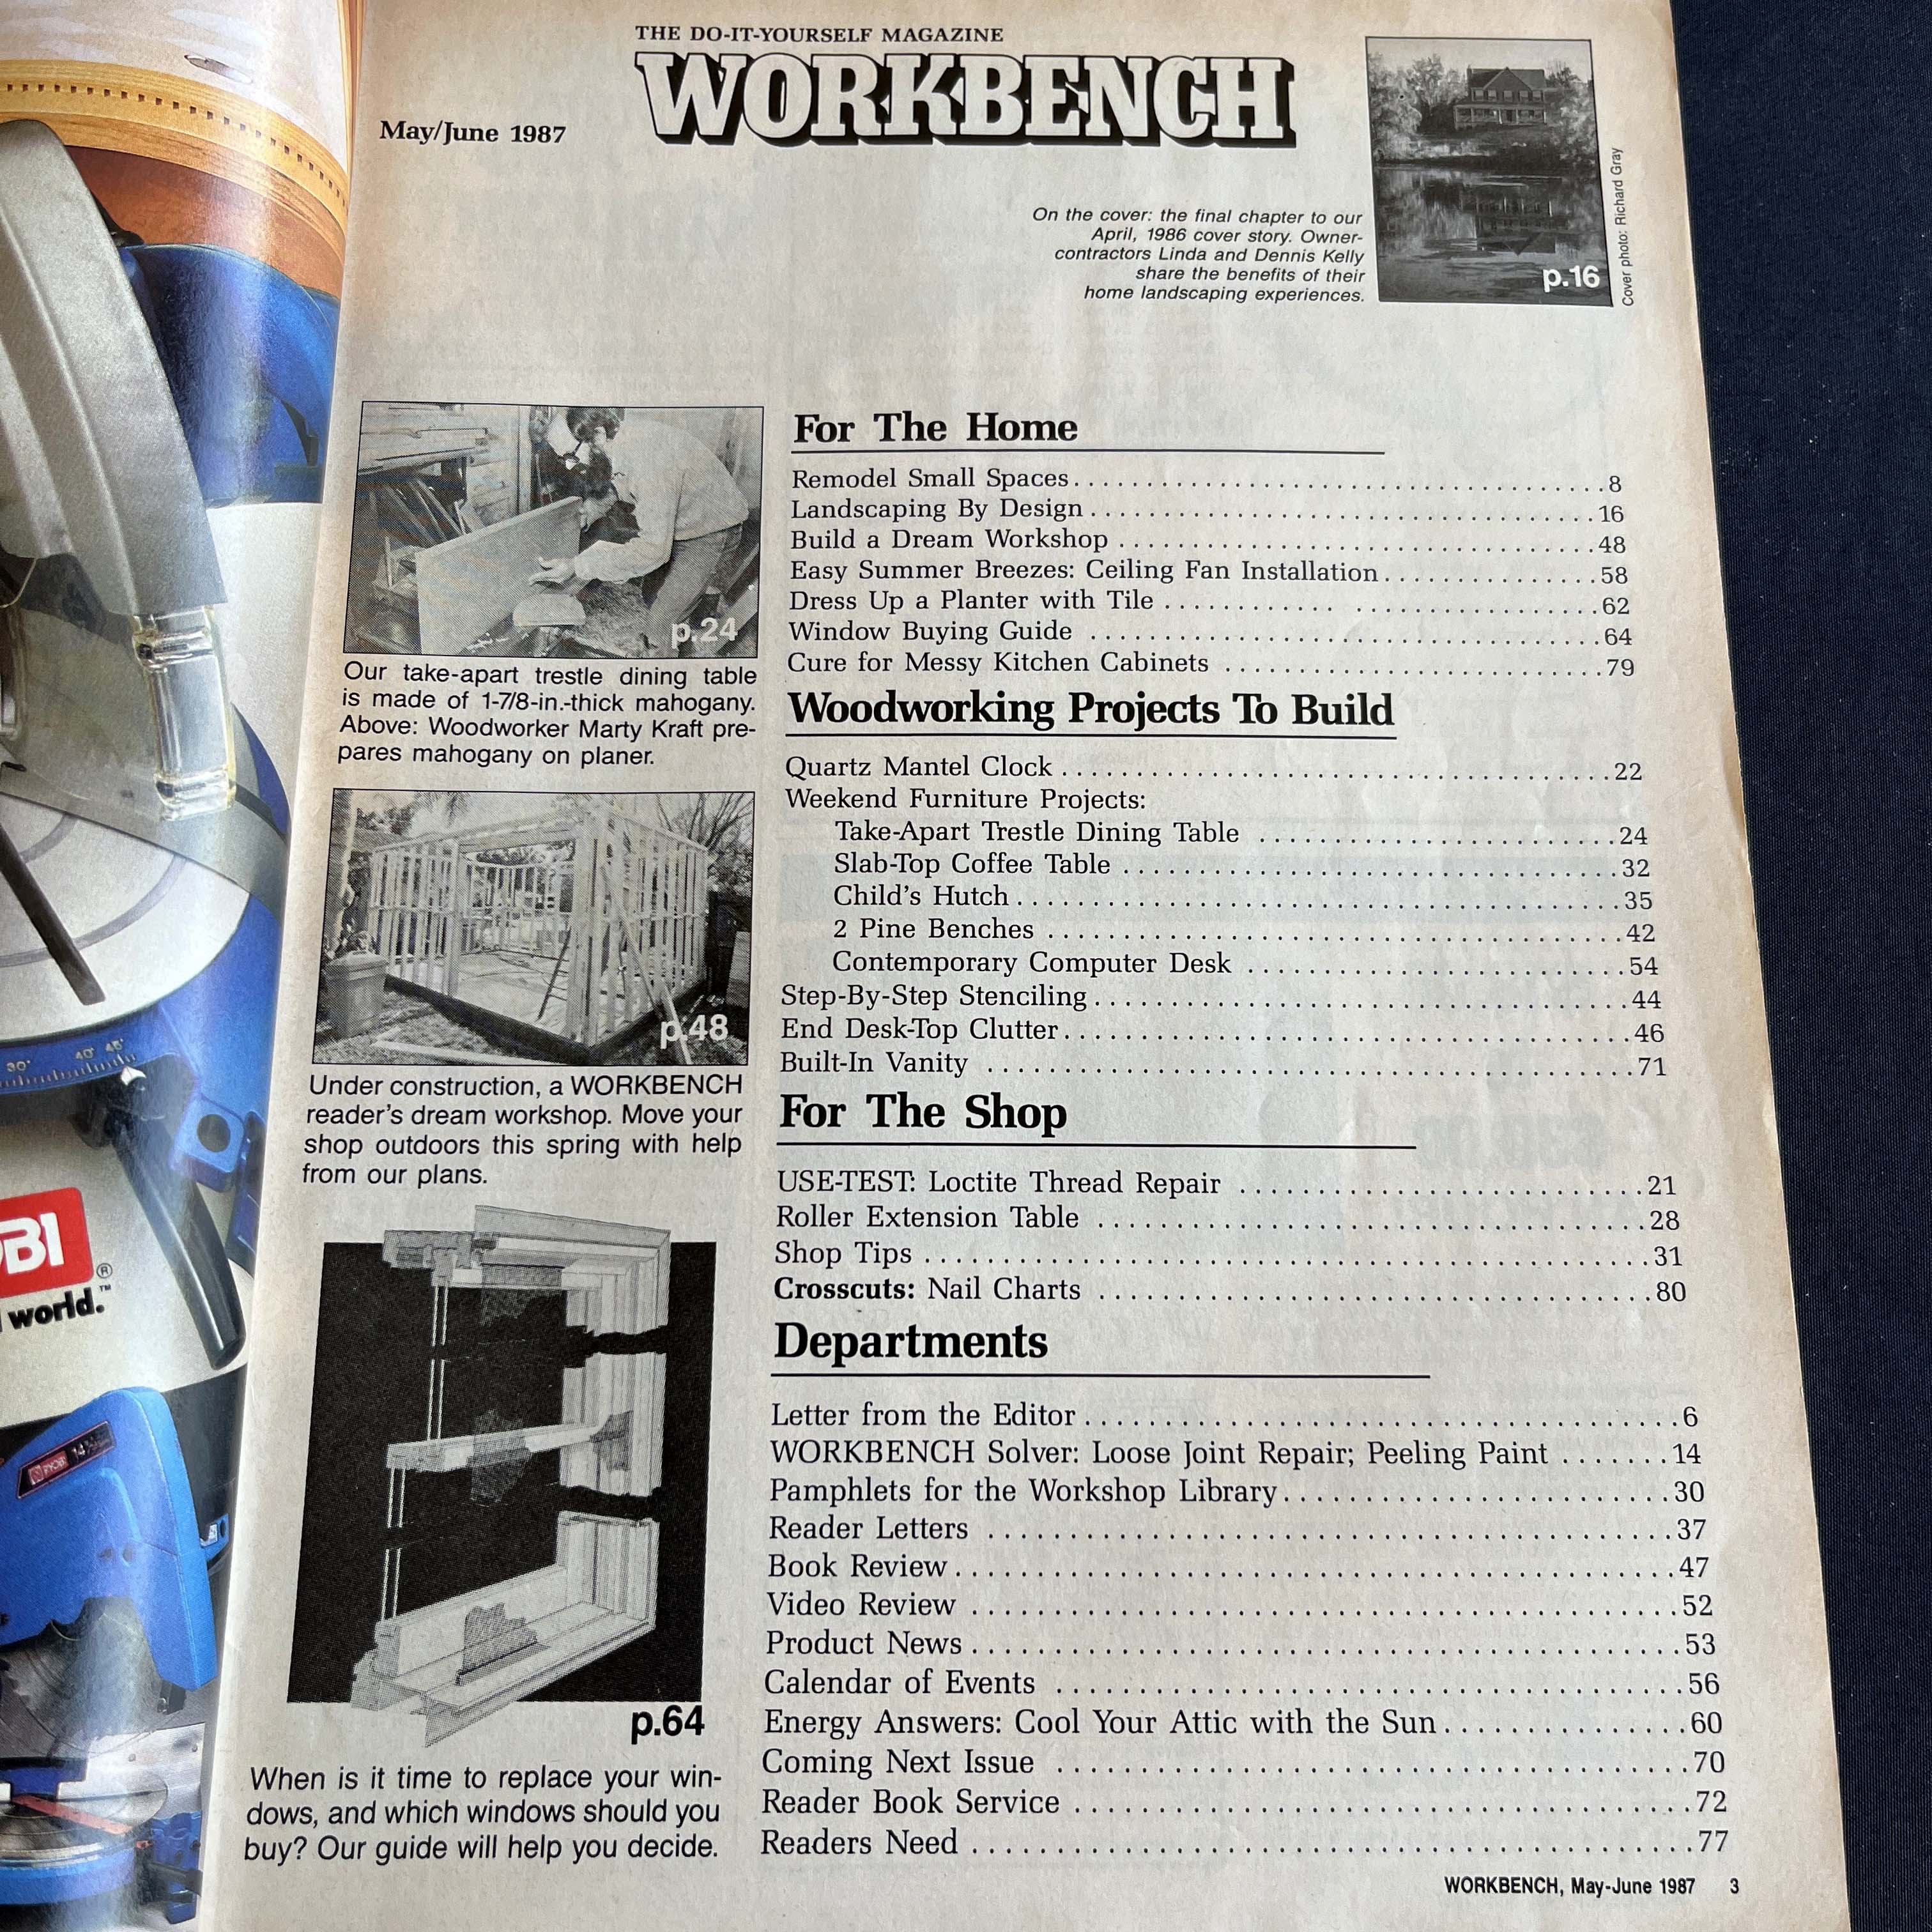 THE DO-IT-YOURSELF MAGAZINE
WORKBENCH
May/June 1987
On the cover: the final chapter to our
April, 1986 cover story. Owner-
contractors Linda and Dennis Kelly
share the benefits of their
home landscaping experiences.
p.16
Cover photo: Richard Gray
p.24
Our take-apart trestle dining table
is made of 1-7/8-in.-thick mahogany.
Above: Woodworker Marty Kraft pre-
pares mahogany on planer.
p.48
Under construction, a WORKBENCH
reader's dream workshop. Move your
shop outdoors this spring with help
from our plans.
p.64
When is it time to replace your win-
dows, and which windows should you
buy? Our guide will help you decide.
For The Home
Remodel Small Spaces 8
Landscaping By Design 16
Build a Dream Workshop 48
Easy Summer Breezes: Ceiling Fan Installation 58
Dress Up a Planter with Tile 62
Window Buying Guide 64
Cure for Messy Kitchen Cabinets 79
Woodworking Projects To Build
Quartz Mantel Clock 22
Weekend Furniture Projects:
Take-Apart Trestle Dining Table 24
Slab-Top Coffee Table 32
Child's Hutch 35
2 Pine Benches 42
Contemporary Computer Desk 54
Step-By-Step Stenciling 44
End Desk-Top Clutter 46
Built-In Vanity 71
For The Shop
USE-TEST: Loctite Thread Repair 21
Roller Extension Table 28
Shop Tips 31
Crosscuts: Nail Charts 80
Departments
Letter from the Editor 6
WORKBENCH Solver: Loose Joint Repair; Peeling Paint 14
Pamphlets for the Workshop Library 30
Reader Letters 37
Book Review 47
Video Review 52
Product News 53
Calendar of Events 56
Energy Answers: Cool Your Attic with the Sun 60
Coming Next Issue 70
Reader Book Service 72
Readers Need 77
WORKBENCH, May-June 1987 3
30° 40° 45°
BI ®
world.™
RYOBI 14